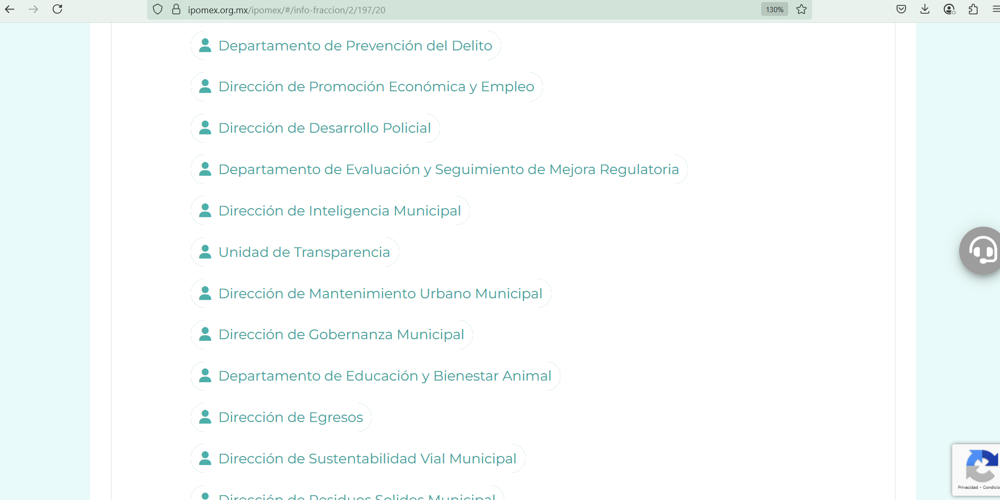 ipomex.org.mx/ipomex/#/info-fraccion/2/197/20
130%
Departamento de Prevención del Delito
Dirección de Promoción Económica y Empleo
Dirección de Desarrollo Policial
Departamento de Evaluación y Seguimiento de Mejora Regulatoria
Dirección de Inteligencia Municipal
Unidad de Transparencia
Dirección de Mantenimiento Urbano Municipal
Dirección de Gobernanza Municipal
Departamento de Educación y Bienestar Animal
Dirección de Egresos
Dirección de Sustentabilidad Vial Municipal
Dirección de Residuos Solidos Municipal
Privacidad - Condicio